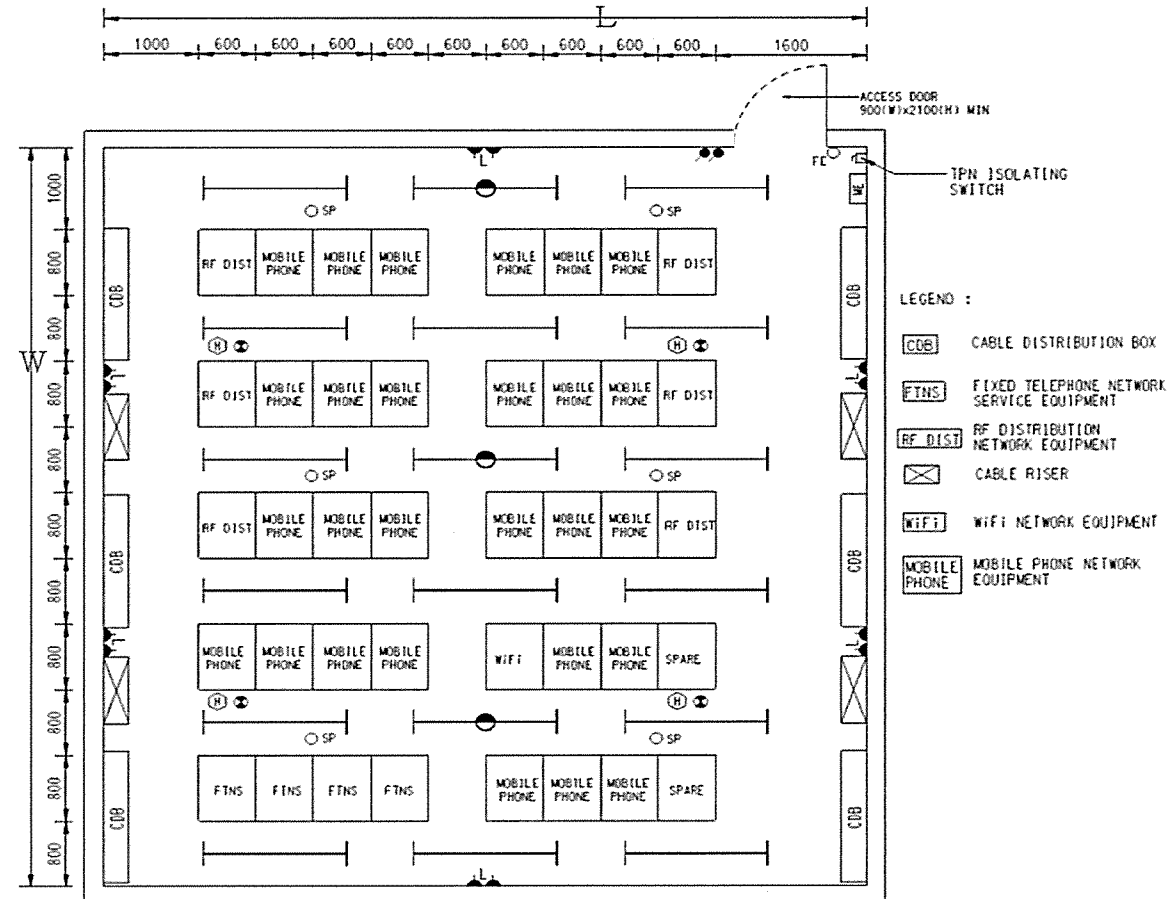 L
1000 600 600 600 600 600 600 600 600 600 1600
ACCESS DOOR
900(W)x2100(H) MIN
W
1000
800
800
800
800
800
800
800
800
800
800
L
FE
TPN ISOLATING
SWITCH
ME
SP SP
CDB
RF DIST MOBILE PHONE MOBILE PHONE MOBILE PHONE MOBILE PHONE MOBILE PHONE MOBILE PHONE RF DIST
CDB
H H
L
RF DIST MOBILE PHONE MOBILE PHONE MOBILE PHONE MOBILE PHONE MOBILE PHONE MOBILE PHONE RF DIST
L
SP SP
CDB
RF DIST MOBILE PHONE MOBILE PHONE MOBILE PHONE MOBILE PHONE MOBILE PHONE MOBILE PHONE RF DIST
CDB
L
MOBILE PHONE MOBILE PHONE MOBILE PHONE MOBILE PHONE WiFi MOBILE PHONE MOBILE PHONE SPARE
L
H H
SP SP
CDB
FTNS FTNS FTNS FTNS MOBILE PHONE MOBILE PHONE MOBILE PHONE SPARE
CDB
L
LEGEND :
CDB CABLE DISTRIBUTION BOX
FTNS FIXED TELEPHONE NETWORK
SERVICE EQUIPMENT
RF DIST RF DISTRIBUTION
NETWORK EQUIPMENT
CABLE RISER
WiFi WiFi NETWORK EQUIPMENT
MOBILE PHONE MOBILE PHONE NETWORK
EQUIPMENT